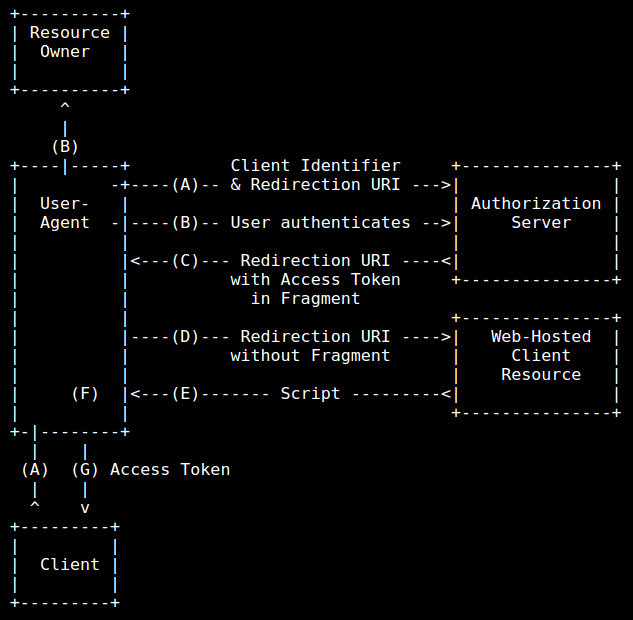 +----------+
| Resource |
|  Owner   |
|          |
+----------+
     ^
     |
    (B)
+----|-----+          Client Identifier     +---------------+
|         -+----(A)-- & Redirection URI --->|               |
|  User-   |                                | Authorization |
|  Agent  -|----(B)-- User authenticates -->|     Server    |
|          |                                |               |
|          |<---(C)--- Redirection URI ----<|               |
|          |          with Access Token     +---------------+
|          |            in Fragment
|          |                                +---------------+
|          |----(D)--- Redirection URI ---->|   Web-Hosted  |
|          |          without Fragment      |     Client    |
|          |                                |    Resource   |
|     (F)  |<---(E)------- Script ---------<|               |
|          |                                +---------------+
+-|--------+
  |    |
 (A)  (G) Access Token
  |    |
  ^    v
+---------+
|         |
|  Client |
|         |
+---------+